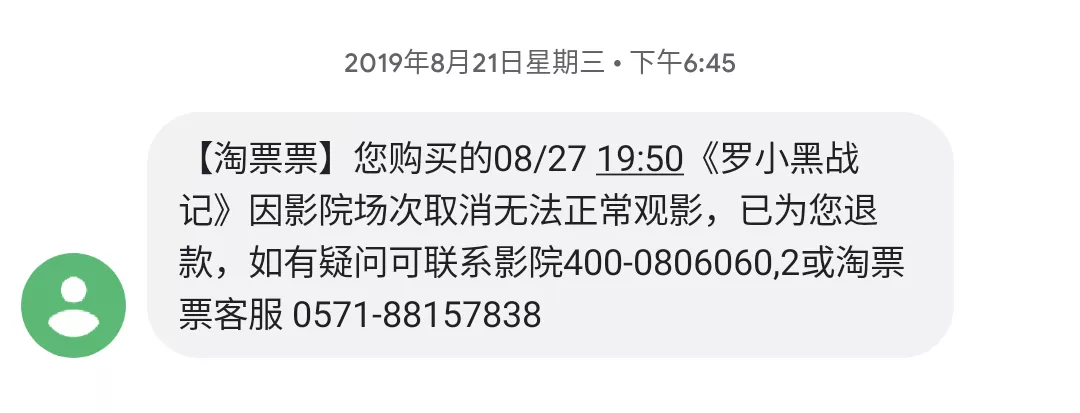 2019年8月21日星期三 • 下午6:45
【淘票票】您购买的08/27 19:50《罗小黑战
记》因影院场次取消无法正常观影，已为您退
款，如有疑问可联系影院400-0806060,2或淘票
票客服 0571-88157838